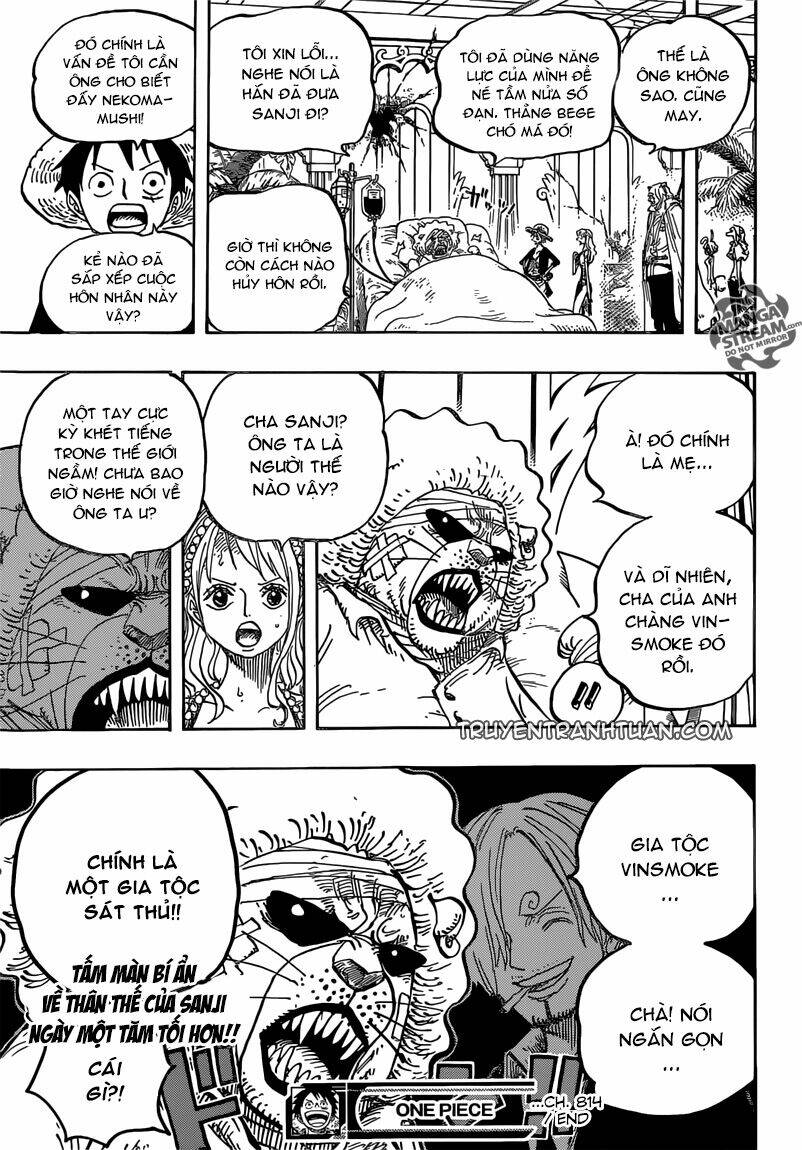 THẾ LÀ
ÔNG KHÔNG
SAO. CŨNG
MAY.
TÔI ĐÃ DÙNG NĂNG
LỰC CỦA MÌNH ĐỂ
NÉ TẦM NỬA SỐ
ĐẠN. THẰNG BEGE
CHÓ MÁ ĐÓ!
TÔI XIN LỖI...
NGHE NÓI LÀ
HẮN ĐÃ ĐƯA
SANJI ĐI?
GIỜ THÌ KHÔNG
CÒN CÁCH NÀO
HỦY HÔN RỒI.
ĐÓ CHÍNH LÀ
VẤN ĐỀ TÔI CẦN
ÔNG CHO BIẾT
ĐẤY NEKOMA-
MUSHI!
KẺ NÀO ĐÃ
SẮP XẾP CUỘC
HÔN NHÂN NÀY
VẬY?
MANGA
STREAM.com
DO NOT MIRROR
À! ĐÓ CHÍNH
LÀ MẸ...
VÀ DĨ NHIÊN,
CHA CỦA ANH
CHÀNG VIN-
SMOKE ĐÓ
RỒI.
!!
CHA SANJI?
ÔNG TA LÀ
NGƯỜI THẾ
NÀO VẬY?
MỘT TAY CỰC
KỲ KHÉT TIẾNG
TRONG THẾ GIỚI
NGẦM! CHƯA BAO
GIỜ NGHE NÓI VỀ
ÔNG TA Ư?
TRUYENTRANHTUAN.COM
GIA TỘC
VINSMOKE
...
CHÀ! NÓI
NGẮN GỌN
...
CHÍNH LÀ
MỘT GIA TỘC
SÁT THỦ!!
TẤM MÀN BÍ ẨN
VỀ THÂN THẾ CỦA SANJI
NGÀY MỘT TĂM TỐI HƠN!!
CÁI
GÌ?!
ONE PIECE
...CH. 814
/ END